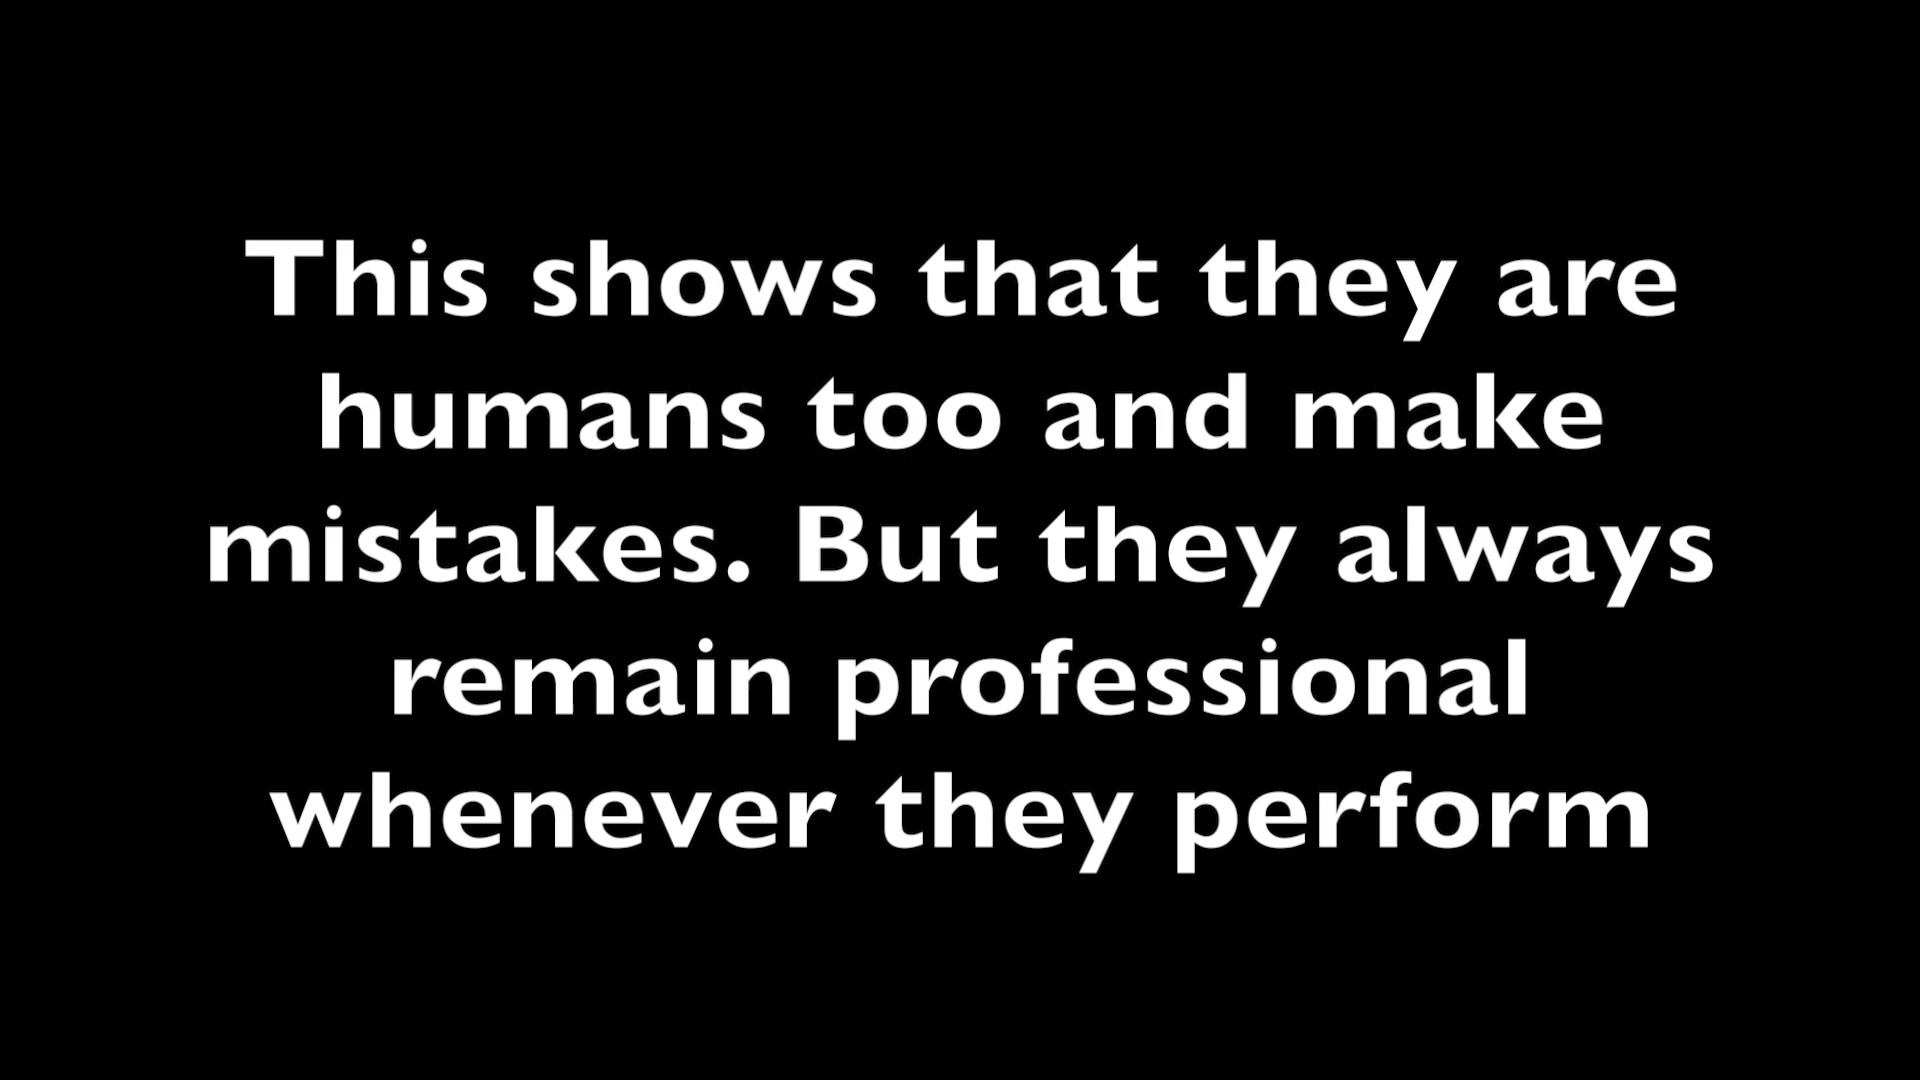 This shows that they are
humans too and make
mistakes. But they always
remain professional
whenever they perform